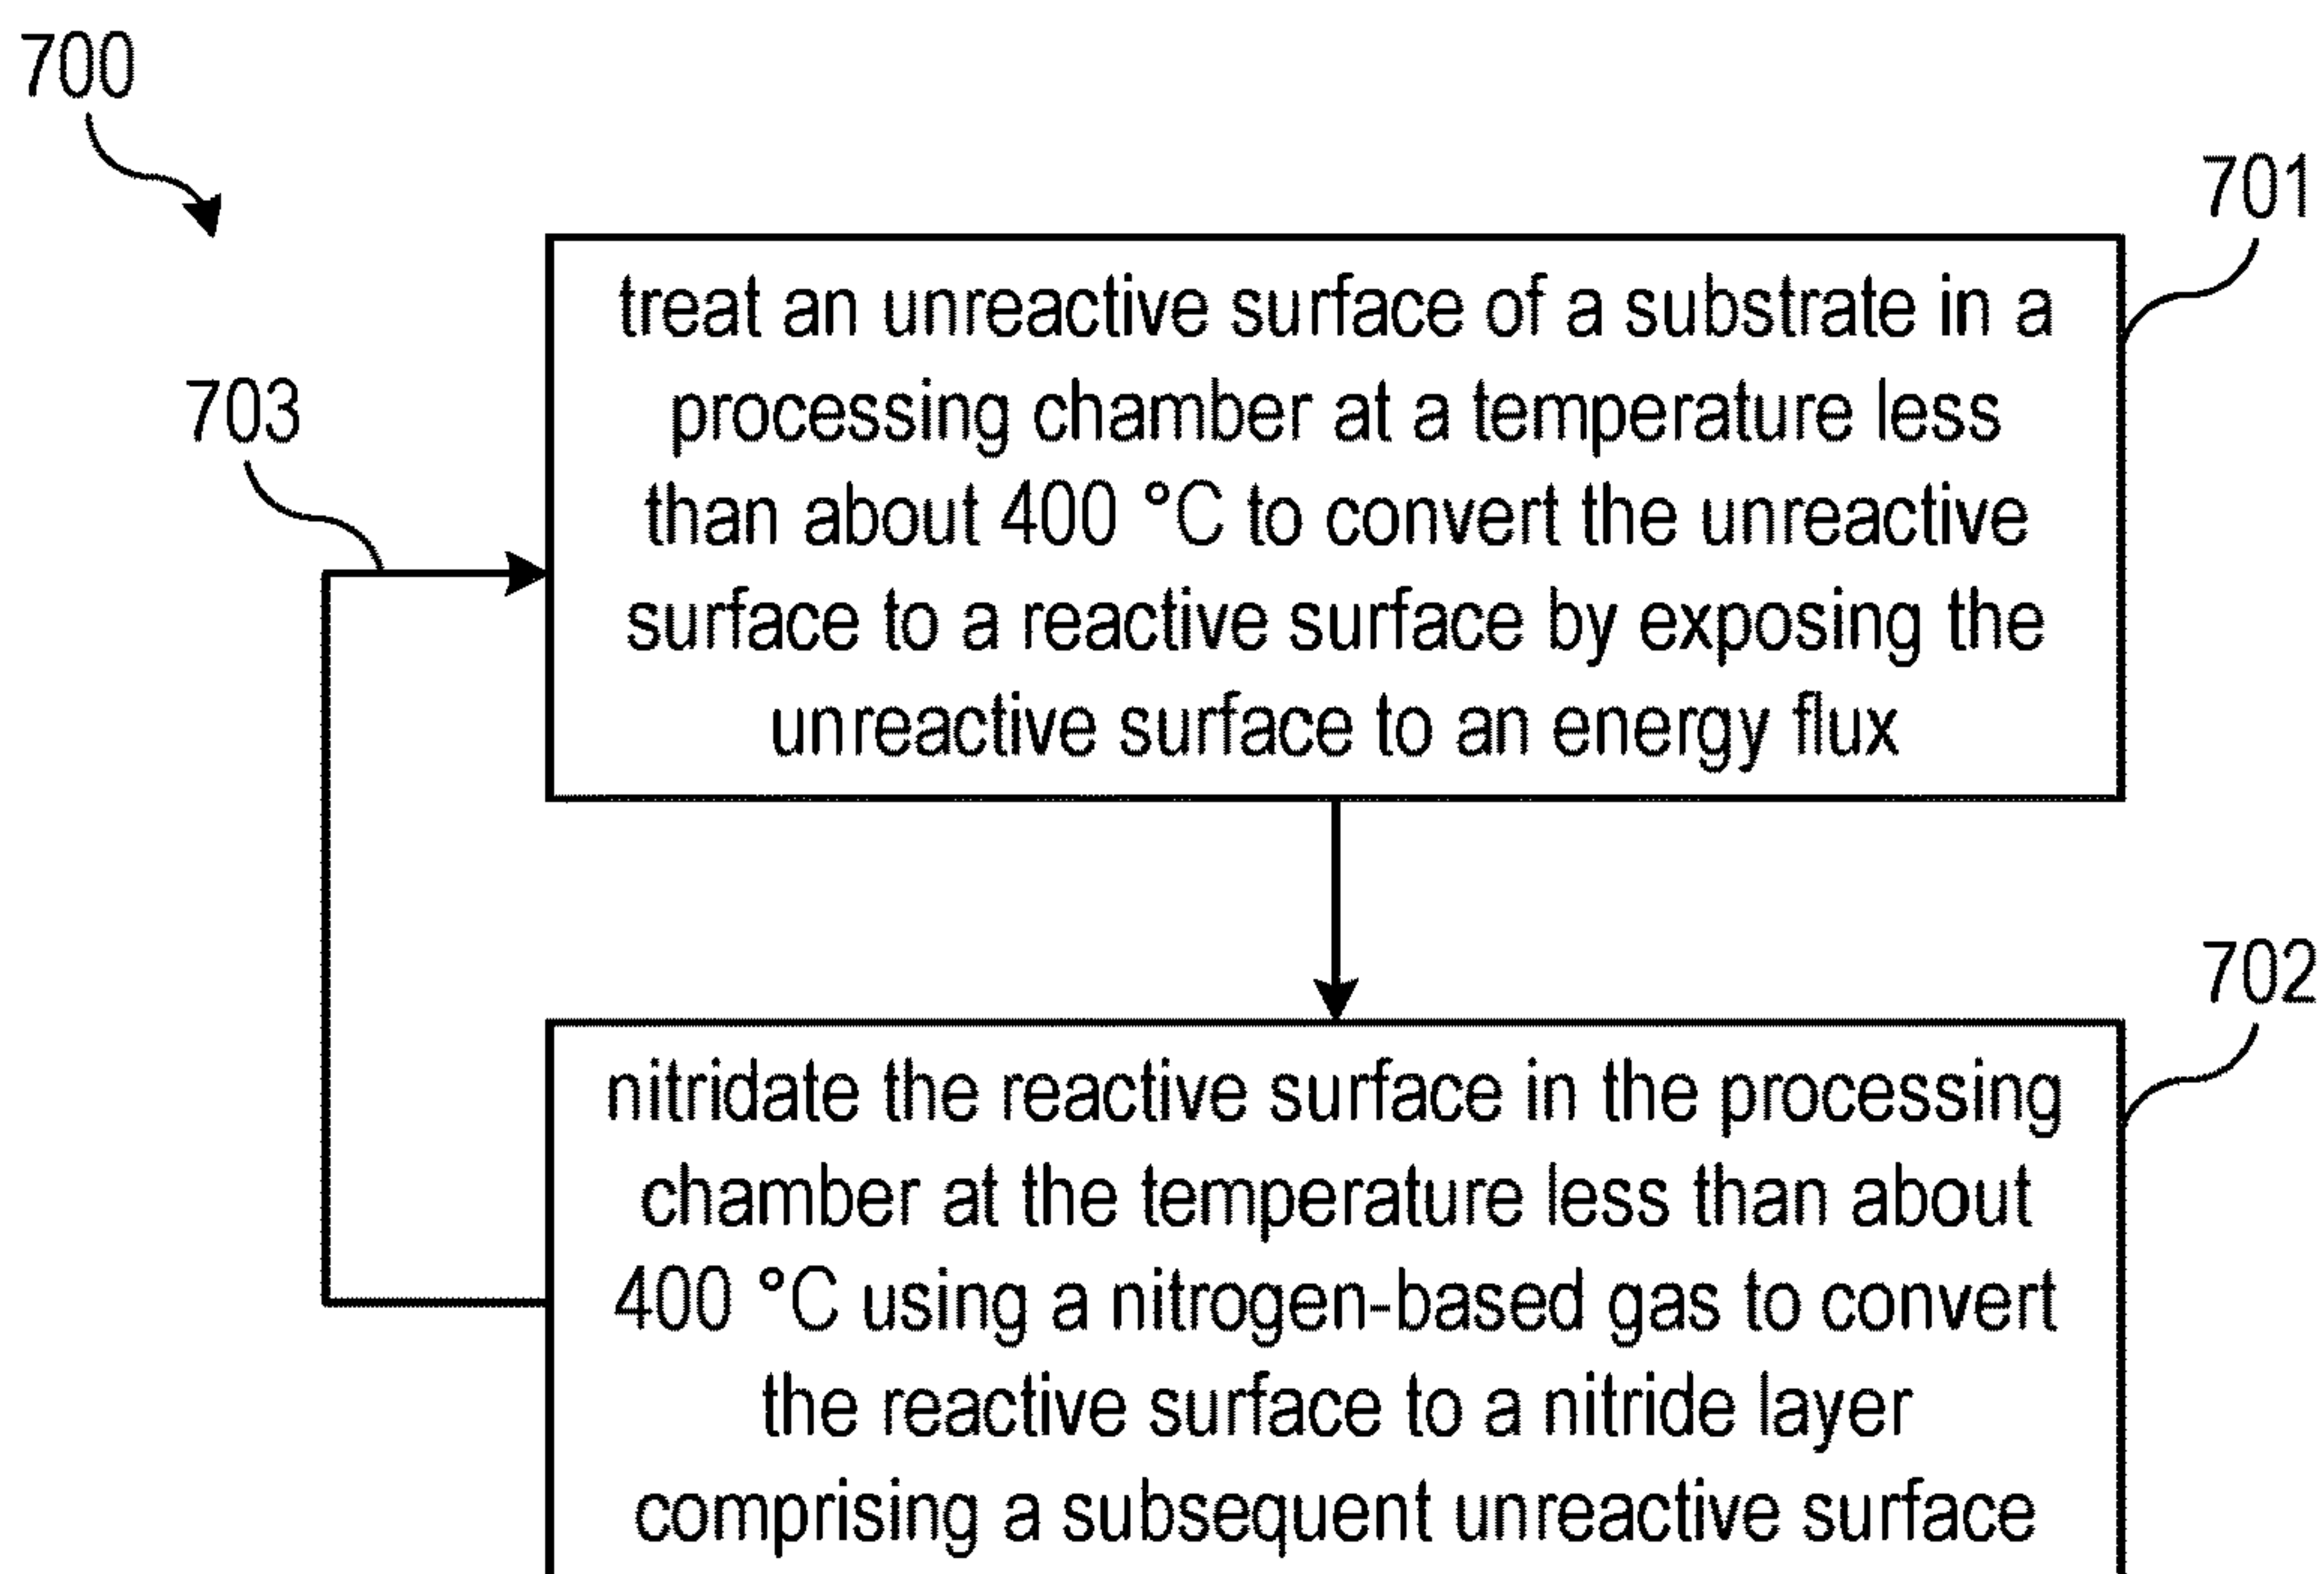 700
701
treat an unreactive surface of a substrate in a
processing chamber at a temperature less
than about 400 °C to convert the unreactive
surface to a reactive surface by exposing the
unreactive surface to an energy flux
703
702
nitridate the reactive surface in the processing
chamber at the temperature less than about
400 °C using a nitrogen-based gas to convert
the reactive surface to a nitride layer
comprising a subsequent unreactive surface